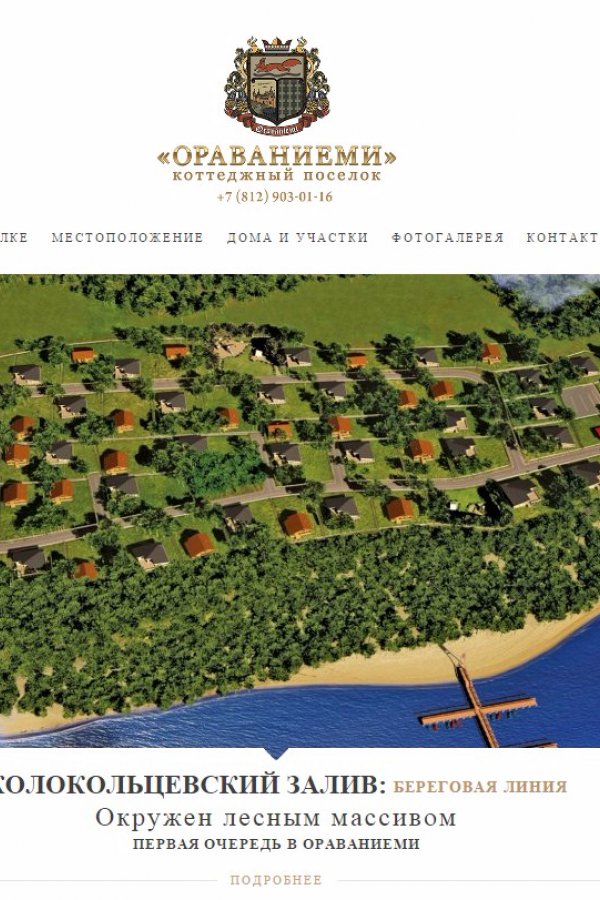 Oravaniemi
«ОРАВАНИЕМИ»
коттеджный поселок
+7 (812) 903-01-16
ЛКЕ МЕСТОПОЛОЖЕНИЕ ДОМА И УЧАСТКИ ФОТОГАЛЕРЕЯ КОНТАКТ
КОЛОКОЛЬЦЕВСКИЙ ЗАЛИВ: БЕРЕГОВАЯ ЛИНИЯ
Окружен лесным массивом
ПЕРВАЯ ОЧЕРЕДЬ В ОРАВАНИЕМИ
ПОДРОБНЕЕ